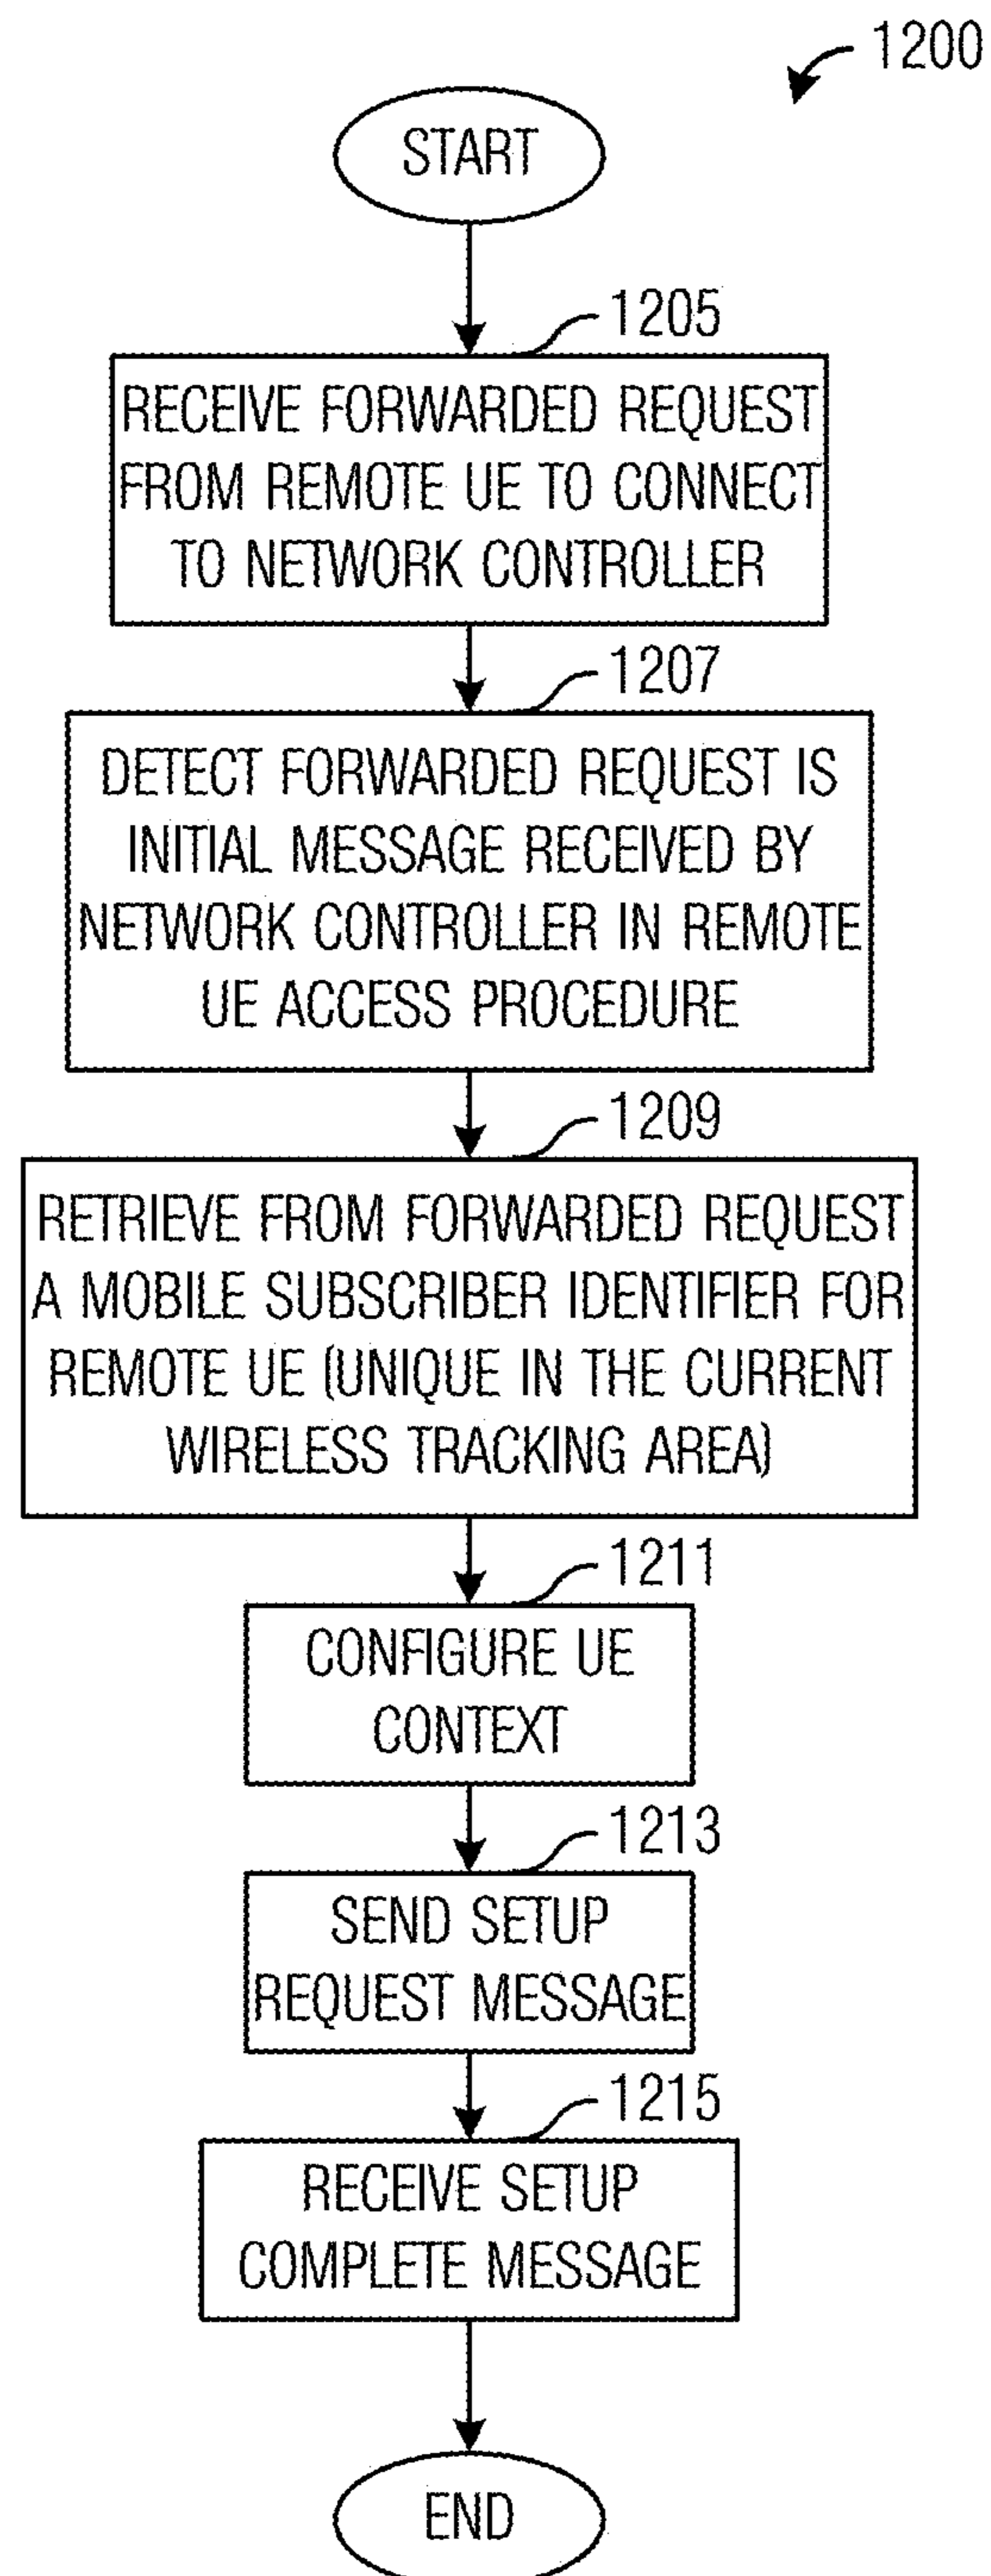 1200
START
1205
RECEIVE FORWARDED REQUEST
FROM REMOTE UE TO CONNECT
TO NETWORK CONTROLLER
1207
DETECT FORWARDED REQUEST IS
INITIAL MESSAGE RECEIVED BY
NETWORK CONTROLLER IN REMOTE
UE ACCESS PROCEDURE
1209
RETRIEVE FROM FORWARDED REQUEST
A MOBILE SUBSCRIBER IDENTIFIER FOR
REMOTE UE (UNIQUE IN THE CURRENT
WIRELESS TRACKING AREA)
1211
CONFIGURE UE
CONTEXT
1213
SEND SETUP
REQUEST MESSAGE
1215
RECEIVE SETUP
COMPLETE MESSAGE
END